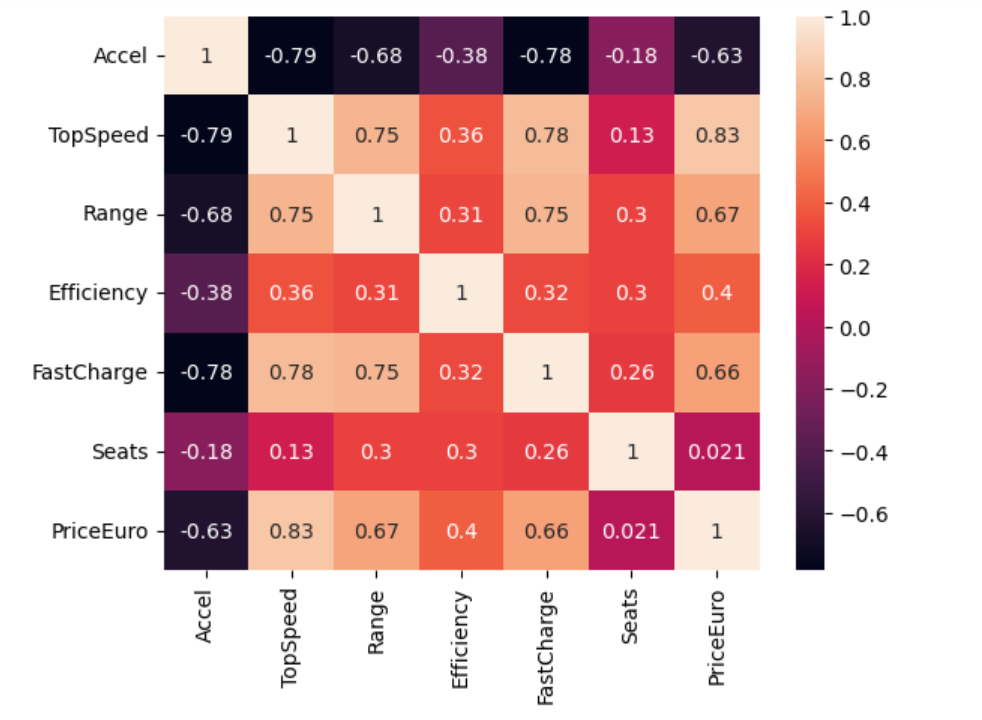 Accel 1 -0.79 -0.68 -0.38 -0.78 -0.18 -0.63
TopSpeed -0.79 1 0.75 0.36 0.78 0.13 0.83
Range -0.68 0.75 1 0.31 0.75 0.3 0.67
Efficiency -0.38 0.36 0.31 1 0.32 0.3 0.4
FastCharge -0.78 0.78 0.75 0.32 1 0.26 0.66
Seats -0.18 0.13 0.3 0.3 0.26 1 0.021
PriceEuro -0.63 0.83 0.67 0.4 0.66 0.021 1
Accel
TopSpeed
Range
Efficiency
FastCharge
Seats
PriceEuro
1.0
0.8
0.6
0.4
0.2
0.0
−0.2
−0.4
−0.6